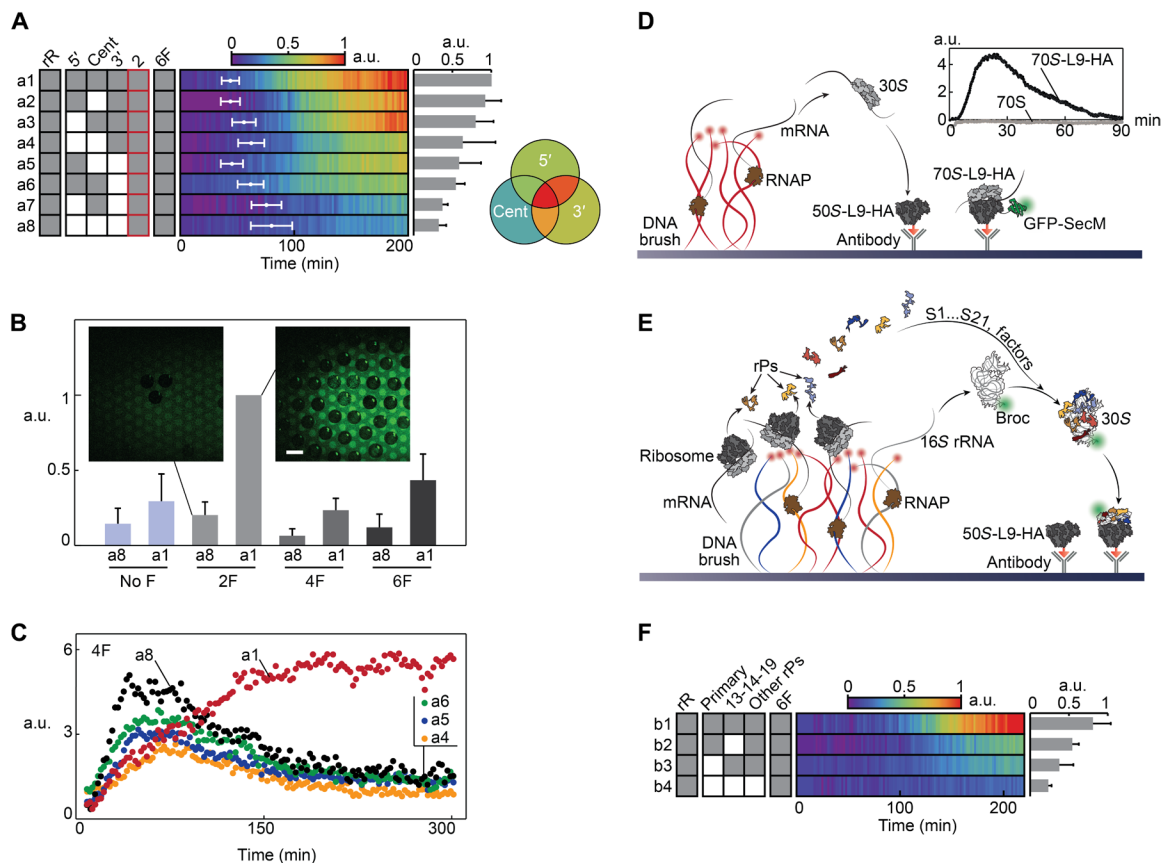 A
rR
5′
Cent
3′
2
6F
0
0.5
1
a.u.
a.u.
0.5
1
a1
a2
a3
a4
a5
a6
a7
a8
0
100
200
Time (min)
5′
Cent
3′
B
a.u.
1
0.5
0
a8
a1
a8
a1
a8
a1
a8
a1
No F
2F
4F
6F
C
4F
a8
a1
a6
a5
a4
a.u.
6
3
0
150
300
Time (min)
D
a.u.
4
2
0
70S-L9-HA
70S
0
30
60
90
30S
mRNA
RNAP
DNA
brush
50S-L9-HA
Antibody
70S-L9-HA
GFP-SecM
E
S1...S21, factors
rPs
Broc
30S
16S rRNA
Ribosome
mRNA
RNAP
DNA
brush
50S-L9-HA
Antibody
F
rR
Primary
13-14-19
Other rPs
6F
0
0.5
1
a.u.
a.u.
0
0.5
1
b1
b2
b3
b4
0
100
200
Time (min)